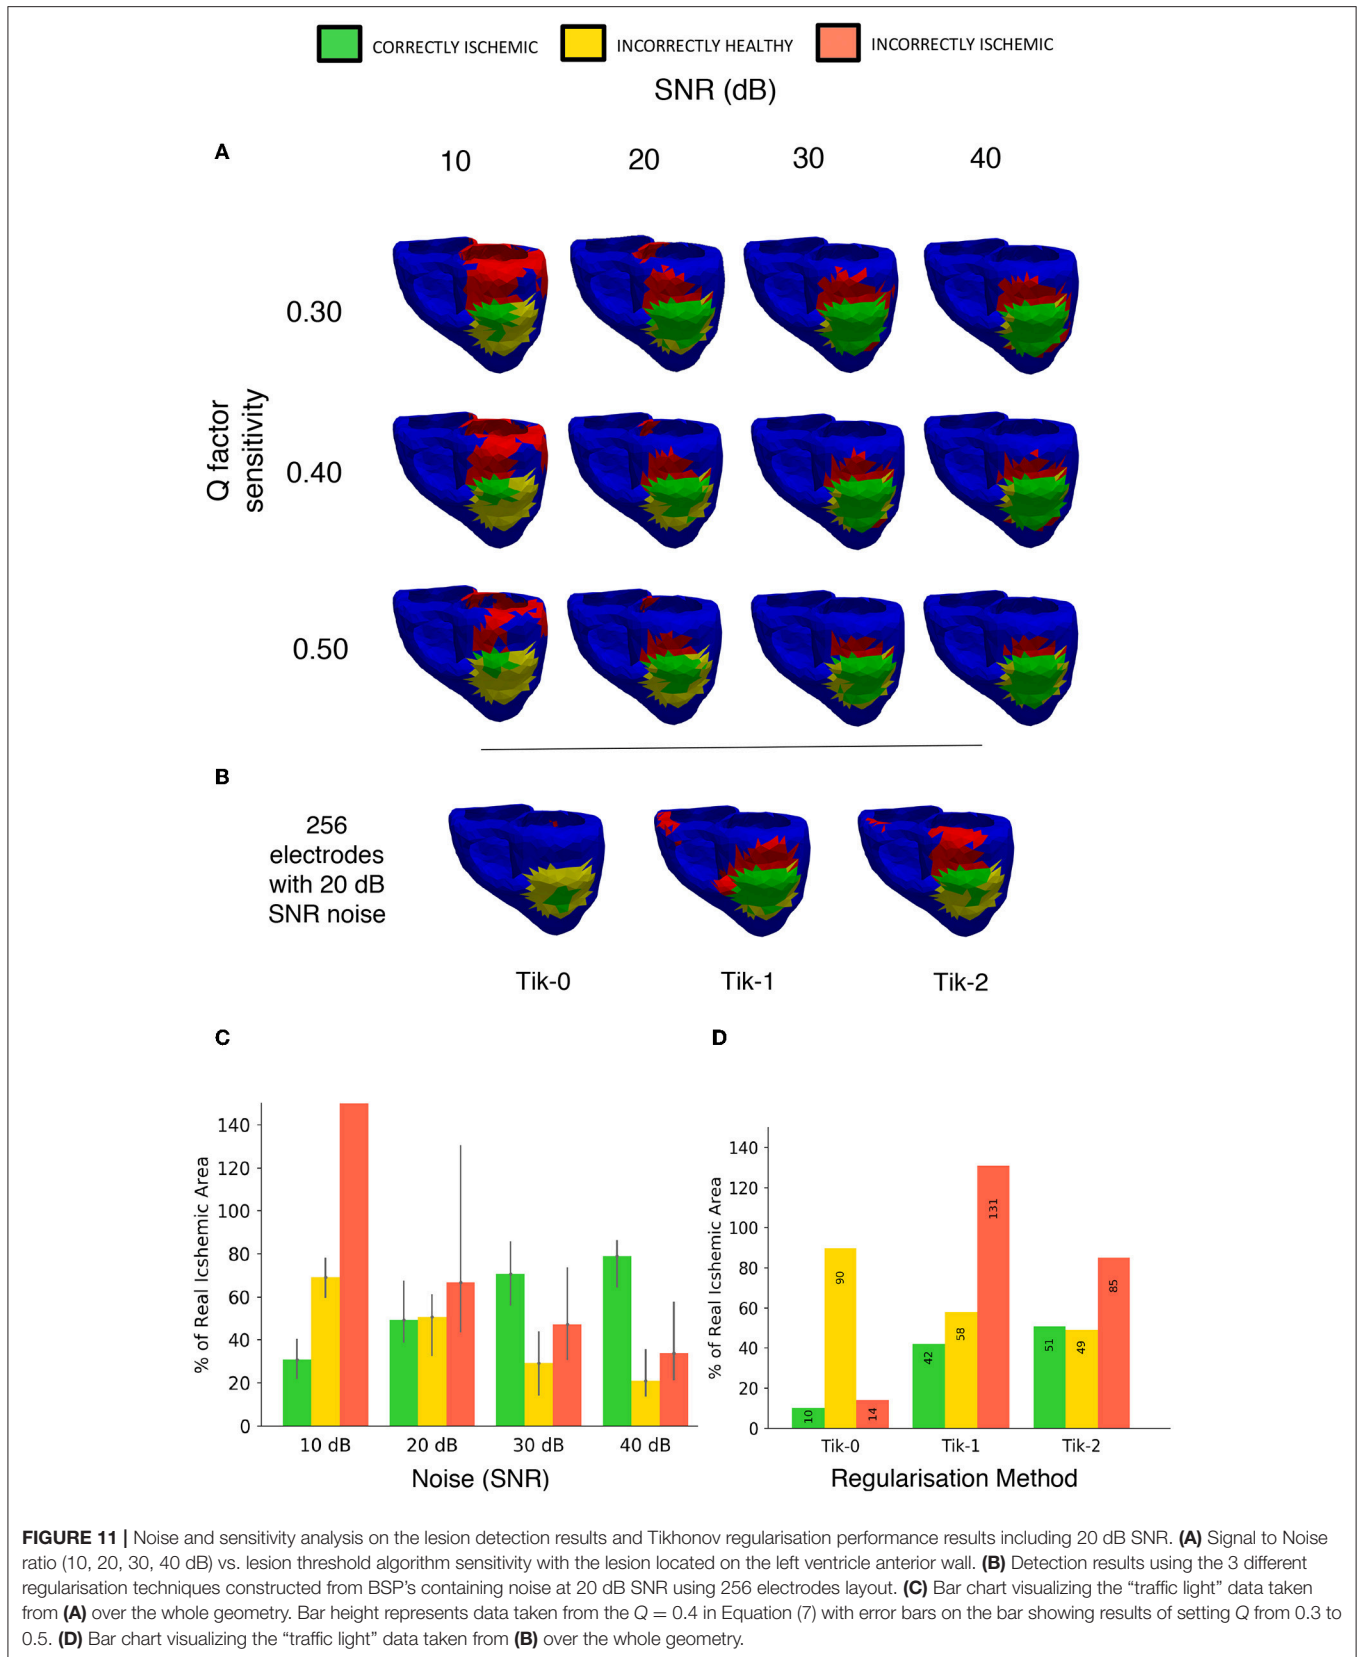 CORRECTLY ISCHEMIC INCORRECTLY HEALTHY INCORRECTLY ISCHEMIC
SNR (dB)
A
10 20 30 40
0.30
Q factor
sensitivity
0.40
0.50
B
256
electrodes
with 20 dB
SNR noise
Tik-0 Tik-1 Tik-2
C
% of Real Icshemic Area
140
120
100
80
60
40
20
0
10 dB 20 dB 30 dB 40 dB
Noise (SNR)
D
% of Real Icshemic Area
140
120
100
80
60
40
20
0
10 90 14 42 58 131 51 49 85
Tik-0 Tik-1 Tik-2
Regularisation Method
FIGURE 11 | Noise and sensitivity analysis on the lesion detection results and Tikhonov regularisation performance results including 20 dB SNR. (A) Signal to Noise
ratio (10, 20, 30, 40 dB) vs. lesion threshold algorithm sensitivity with the lesion located on the left ventricle anterior wall. (B) Detection results using the 3 different
regularisation techniques constructed from BSP's containing noise at 20 dB SNR using 256 electrodes layout. (C) Bar chart visualizing the “traffic light” data taken
from (A) over the whole geometry. Bar height represents data taken from the Q = 0.4 in Equation (7) with error bars on the bar showing results of setting Q from 0.3 to
0.5. (D) Bar chart visualizing the “traffic light” data taken from (B) over the whole geometry.